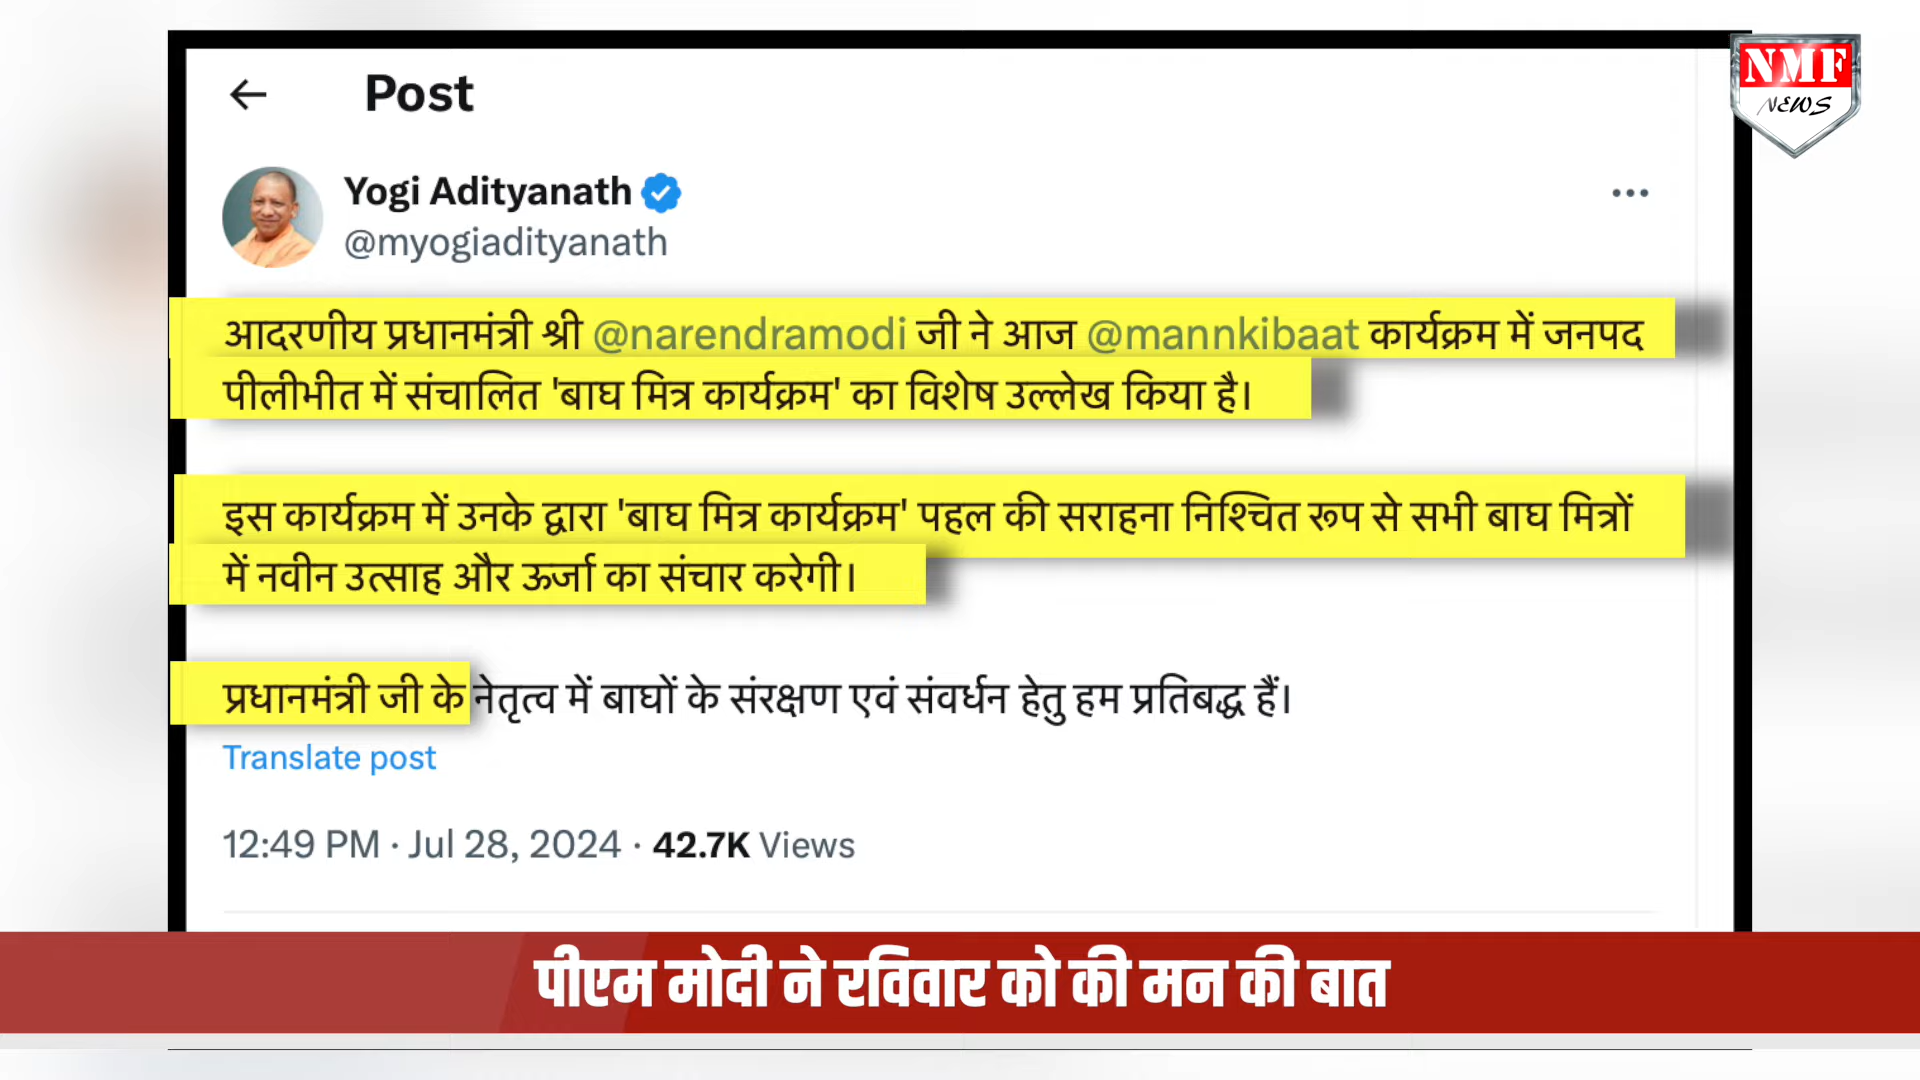 NMF
NEWS
Post
Yogi Adityanath
@myogiadityanath
आदरणीय प्रधानमंत्री श्री @narendramodi जी ने आज @mannkibaat कार्यक्रम में जनपद
पीलीभीत में संचालित 'बाघ मित्र कार्यक्रम' का विशेष उल्लेख किया है।
इस कार्यक्रम में उनके द्वारा 'बाघ मित्र कार्यक्रम' पहल की सराहना निश्चित रूप से सभी बाघ मित्रों
में नवीन उत्साह और ऊर्जा का संचार करेगी।
प्रधानमंत्री जी के नेतृत्व में बाघों के संरक्षण एवं संवर्धन हेतु हम प्रतिबद्ध हैं।
Translate post
12:49 PM · Jul 28, 2024 · 42.7K Views
पीएम मोदी ने रविवार को की मन की बात